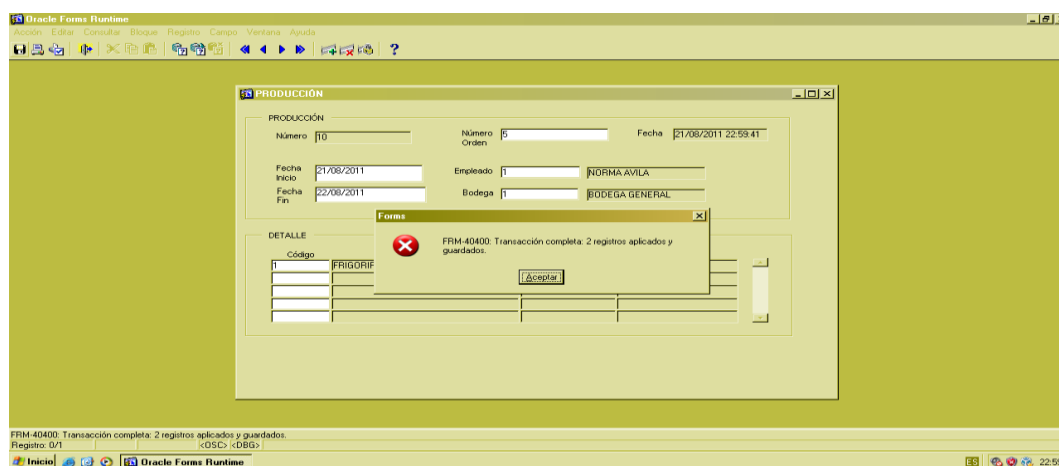 Oracle Forms Runtime
Acción Editar Consultar Bloque Registro Campo Ventana Ayuda
PRODUCCIÓN
PRODUCCIÓN
Número 10
Número Orden 5
Fecha 21/08/2011 22:59:41
Fecha Inicio 21/08/2011
Empleado 1 NORMA AVILA
Fecha Fin 22/08/2011
Bodega 1 BODEGA GENERAL
Forms
FRM-40400: Transacción completa: 2 registros aplicados y
guardados.
Aceptar
DETALLE
Código
1
FRM-40400: Transacción completa: 2 registros aplicados y guardados.
Registro: 0/1 <OSC> <DBG>
Inicio Oracle Forms Runtime ES